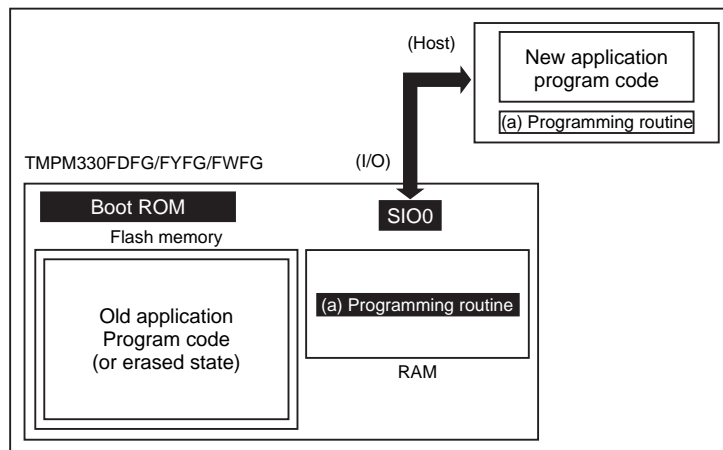 (Host)
New application
program code
(a) Programming routine
TMPM330FDFG/FYFG/FWFG
(I/O)
Boot ROM
SIO0
Flash memory
Old application
Program code
(or erased state)
(a) Programming routine
RAM